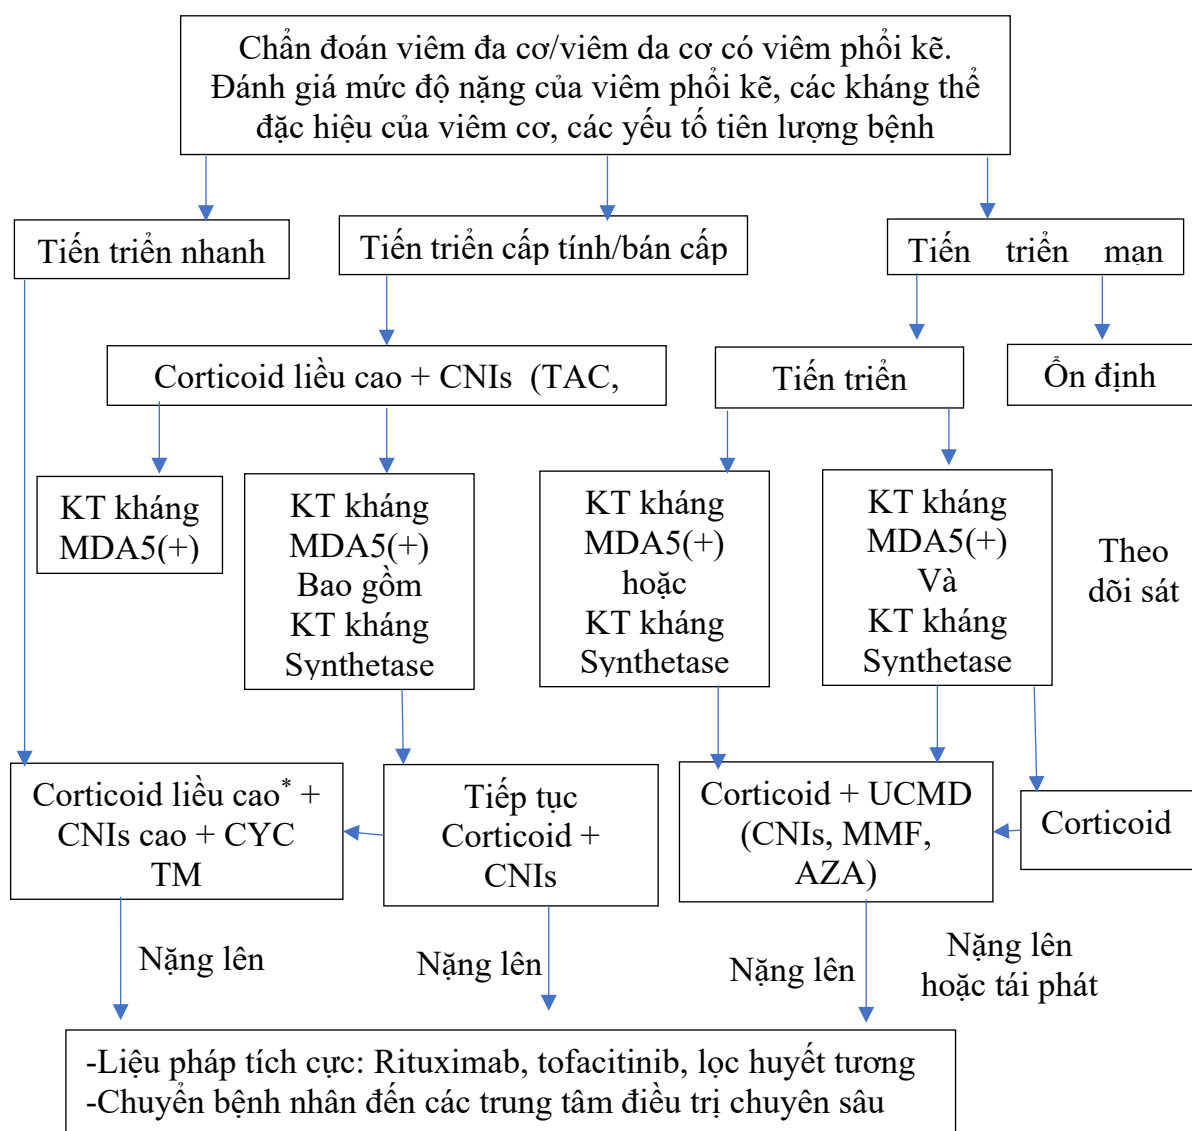 Chẩn đoán viêm đa cơ/viêm da cơ có viêm phổi kẽ.
Đánh giá mức độ nặng của viêm phổi kẽ, các kháng thể
đặc hiệu của viêm cơ, các yếu tố tiên lượng bệnh
Tiến triển nhanh
Tiến triển cấp tính/bán cấp
Tiến triển mạn
Corticoid liều cao + CNIs (TAC,
Tiến triển
Ổn định
KT kháng
MDA5(+)
KT kháng
MDA5(+)
Bao gồm
KT kháng
Synthetase
KT kháng
MDA5(+)
hoặc
KT kháng
Synthetase
KT kháng
MDA5(+)
Và
KT kháng
Synthetase
Theo
dõi sát
Corticoid liều cao* +
CNIs cao + CYC
TM
Tiếp tục
Corticoid +
CNIs
Corticoid + UCMD
(CNIs, MMF,
AZA)
Corticoid
Nặng lên
Nặng lên
Nặng lên
Nặng lên
hoặc tái phát
-Liệu pháp tích cực: Rituximab, tofacitinib, lọc huyết tương
-Chuyển bệnh nhân đến các trung tâm điều trị chuyên sâu